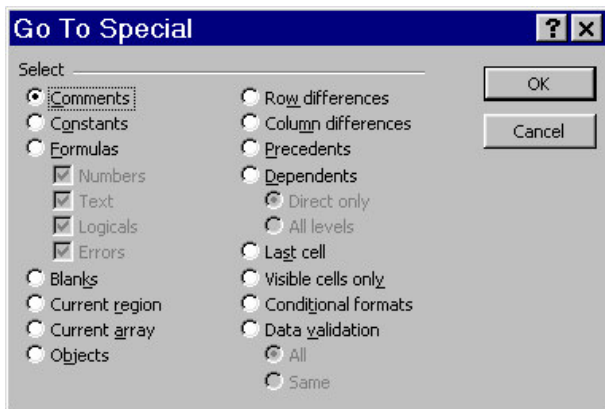 Go To Special
Select
Comments
Constants
Formulas
Numbers
Text
Logicals
Errors
Blanks
Current region
Current array
Objects
Row differences
Column differences
Precedents
Dependents
Direct only
All levels
Last cell
Visible cells only
Conditional formats
Data validation
All
Same
OK
Cancel